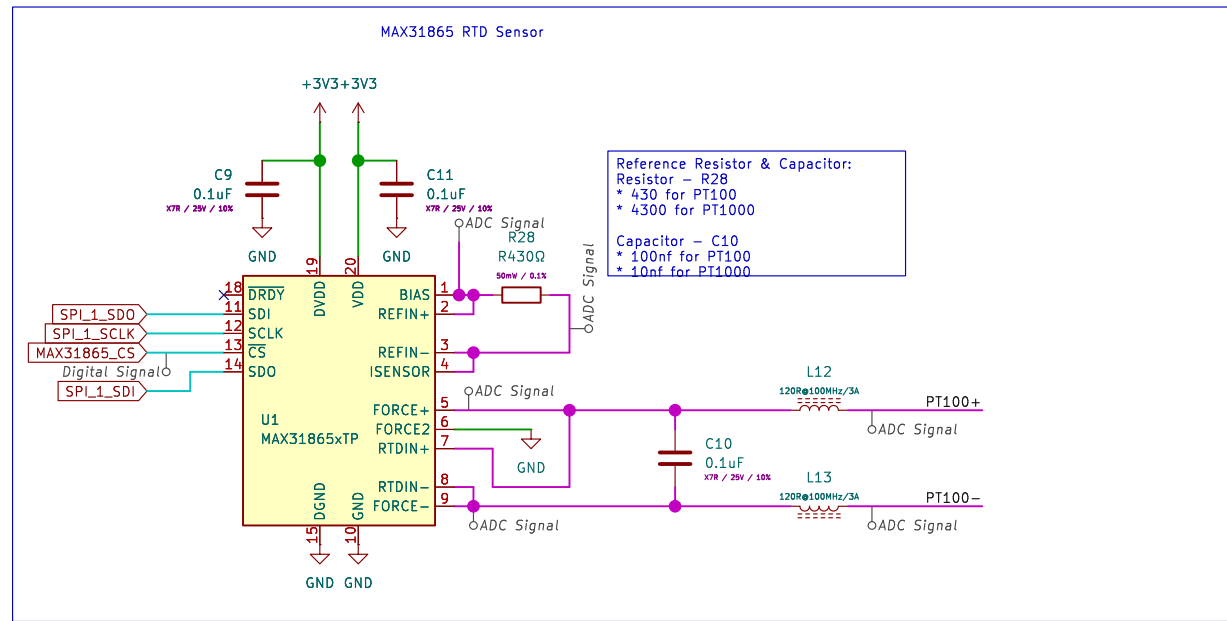 MAX31865 RTD Sensor
+3V3+3V3
C9
0.1uF
X7R / 25V / 10%
GND
C11
0.1uF
X7R / 25V / 10%
GND
ADC Signal
R28
R430Ω
50mW / 0.1%
ADC Signal
Reference Resistor & Capacitor:
Resistor – R28
* 430 for PT100
* 4300 for PT1000
Capacitor – C10
* 100nf for PT100
* 10nf for PT1000
19
20
DVDD
VDD
18 DRDY
11 SDI
12 SCLK
13 CS
14 SDO
SPI_1_SDO
SPI_1_SCLK
MAX31865_CS
Digital Signal
SPI_1_SDI
BIAS 1
REFIN+ 2
REFIN- 3
ISENSOR 4
FORCE+ 5
FORCE2 6
RTDIN+ 7
RTDIN- 8
FORCE- 9
U1
MAX31865xTP
ADC Signal
GND
ADC Signal
C10
0.1uF
X7R / 25V / 10%
L12
120R@100MHz/3A
PT100+
ADC Signal
L13
120R@100MHz/3A
PT100-
ADC Signal
DGND
GND
15
10
GND GND